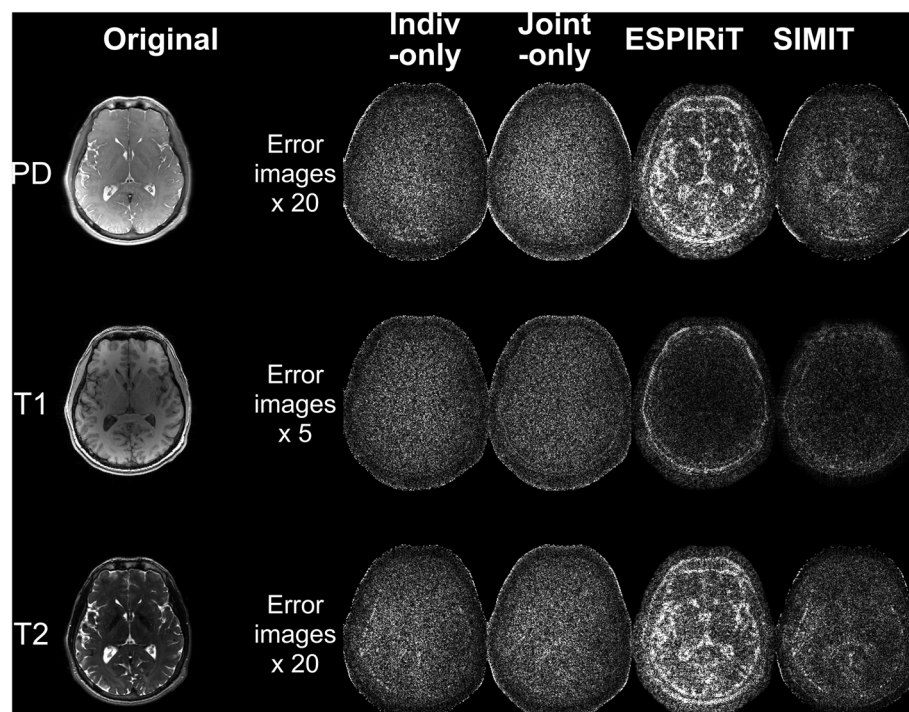 Original
Indiv
-only
Joint
-only
ESPIRiT
SIMIT
PD
Error
images
x 20
T1
Error
images
x 5
T2
Error
images
x 20